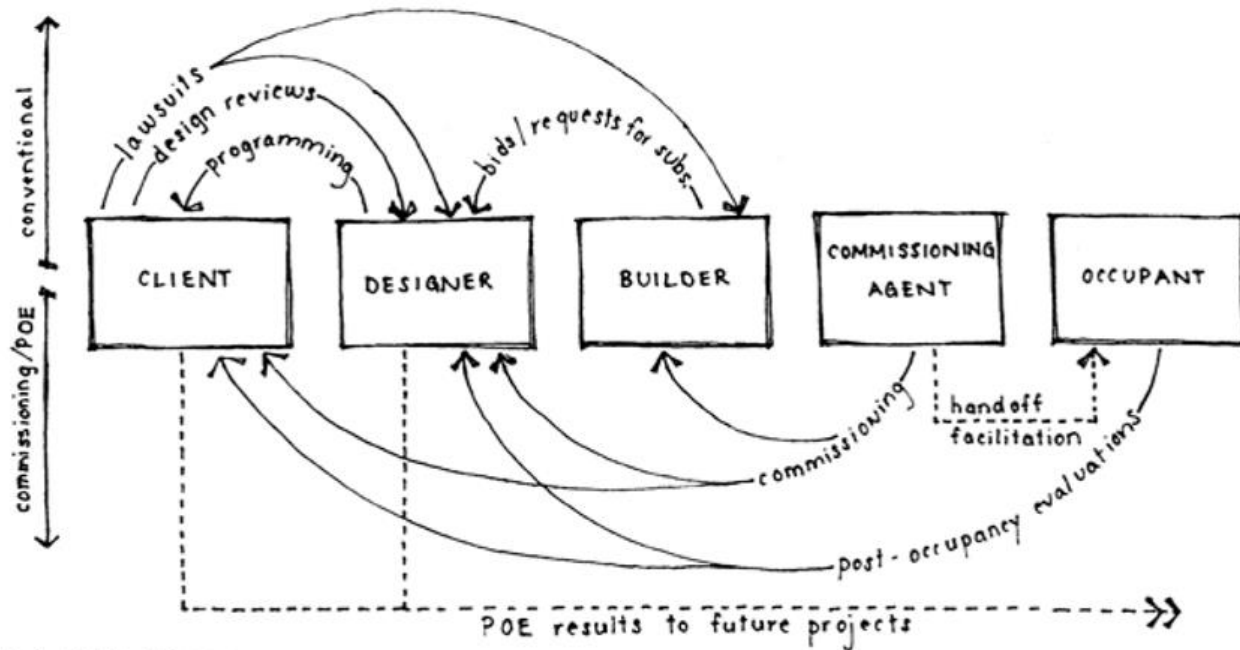 conventional
commissioning/POE
lawsuits
design reviews
programming
bids/requests for subs.
CLIENT
DESIGNER
BUILDER
COMMISSIONING
AGENT
OCCUPANT
handoff
facilitation
commissioning
post-occupancy evaluations
POE results to future projects